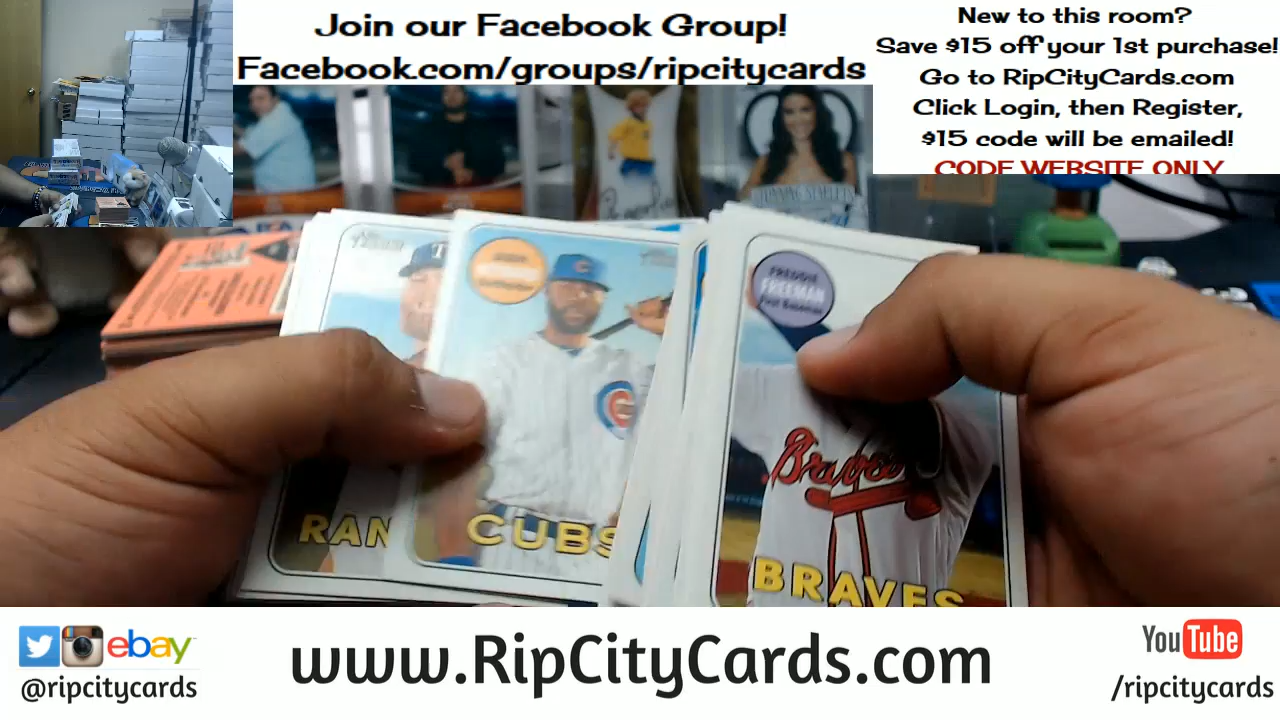 Join our Facebook Group!
Facebook.com/groups/ripcitycards
New to this room?
Save $15 off your 1st purchase!
Go to RipCityCards.com
Click Login, then Register,
$15 code will be emailed!
CODE WEBSITE ONLY
FREDDIE
FREEMAN
First Baseman
RAN
CUBS
Braves
BRAVES
ebay
@ripcitycards
www.RipCityCards.com
YouTube
/ripcitycards